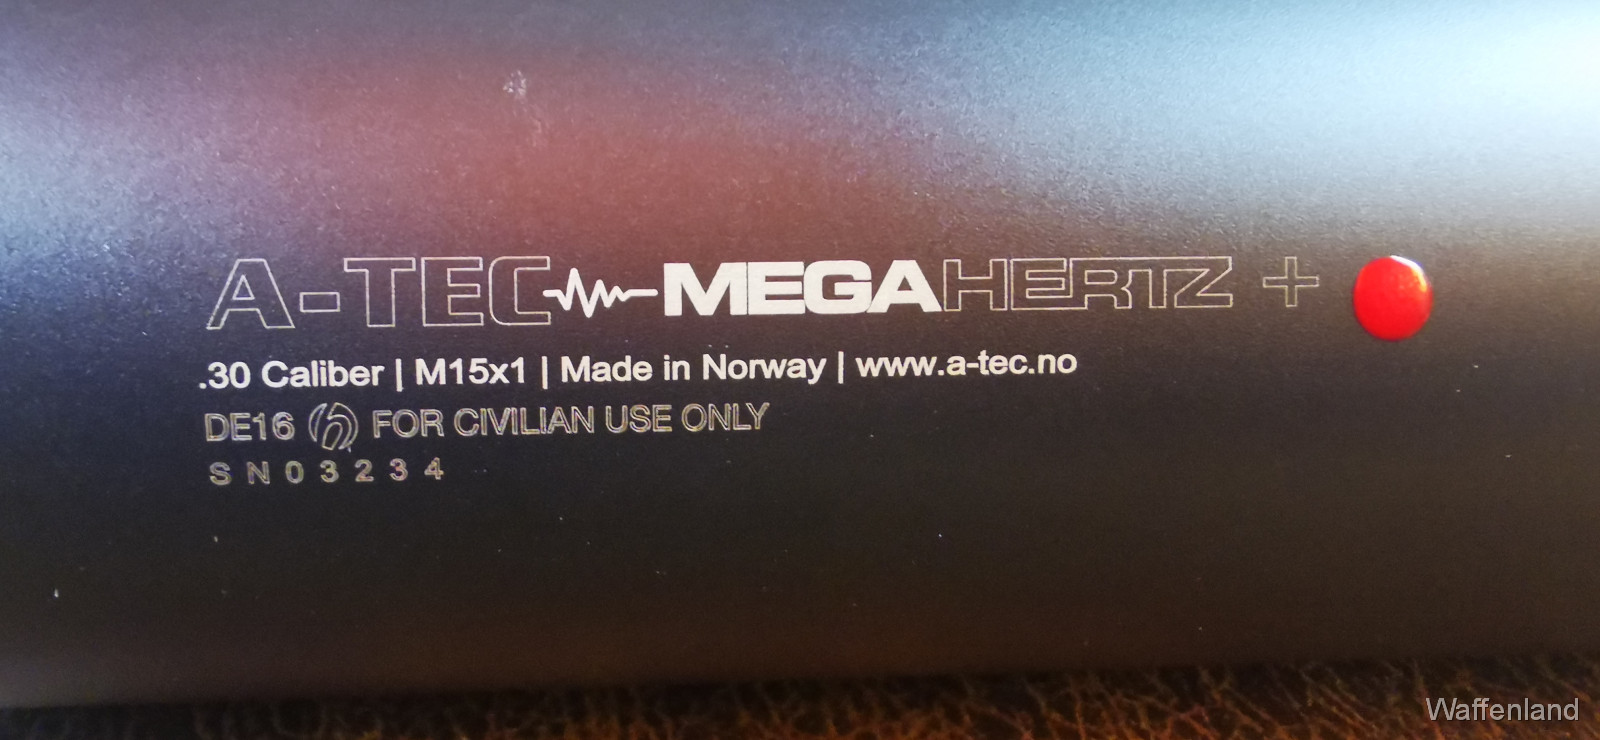 A-TEC MEGAHERTZ +
.30 Caliber | M15x1 | Made in Norway | www.a-tec.no
DE16 FOR CIVILIAN USE ONLY
SN03234
Waffenland